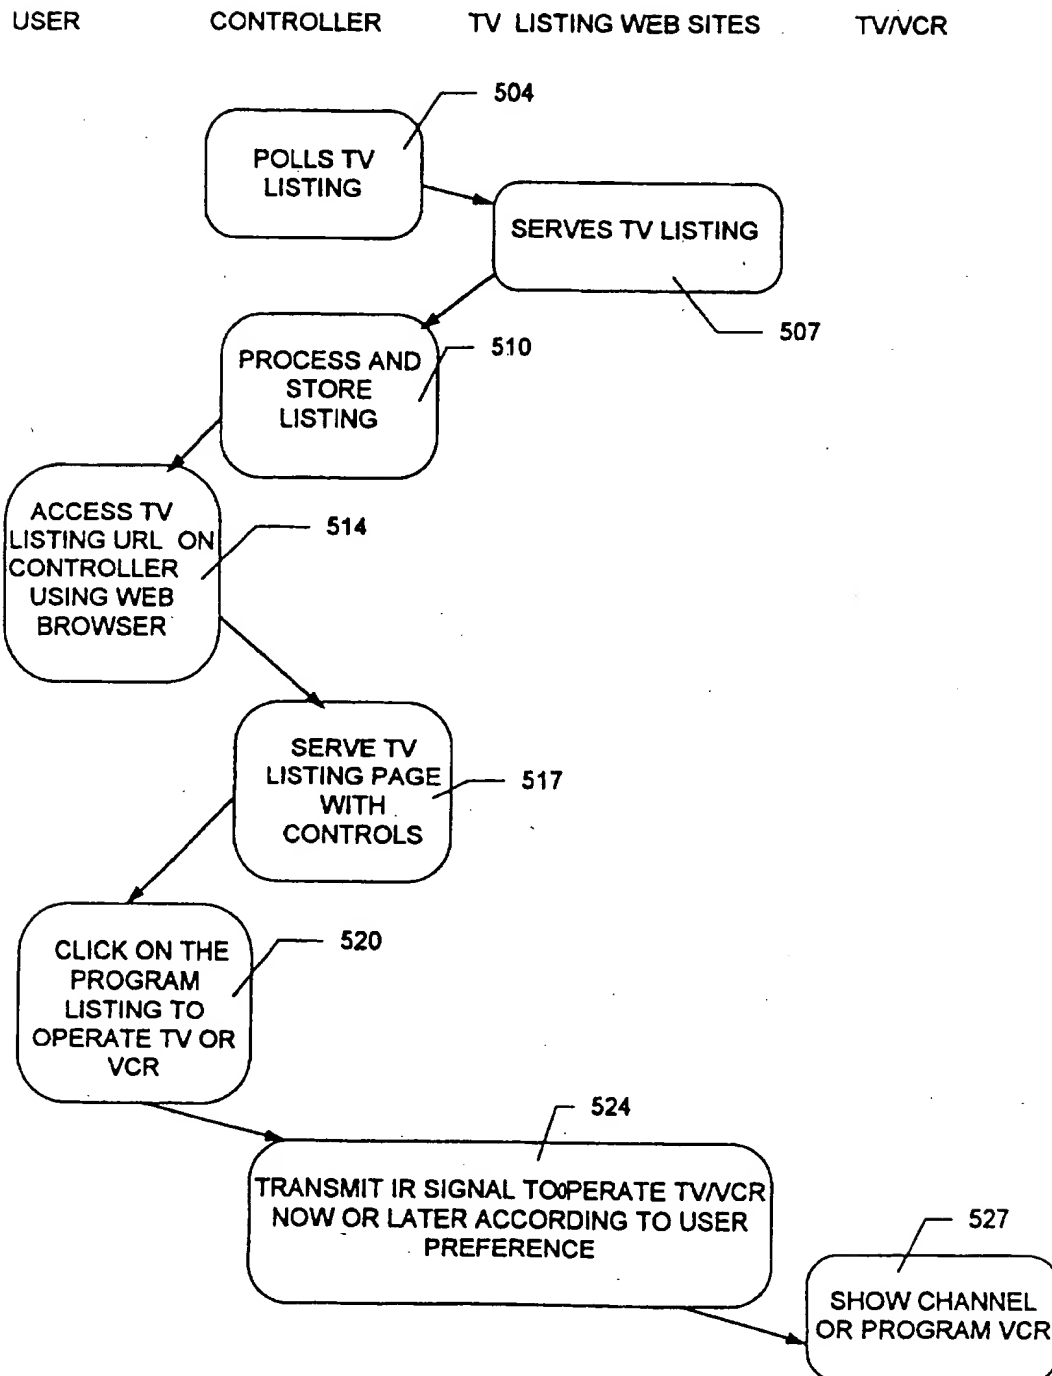 USER CONTROLLER TV LISTING WEB SITES TV/VCR
504
POLLS TV
LISTING
SERVES TV LISTING
507
PROCESS AND
STORE
LISTING
510
ACCESS TV
LISTING URL ON
CONTROLLER
USING WEB
BROWSER
514
SERVE TV
LISTING PAGE
WITH
CONTROLS
517
CLICK ON THE
PROGRAM
LISTING TO
OPERATE TV OR
VCR
520
524
TRANSMIT IR SIGNAL TO OPERATE TV/VCR
NOW OR LATER ACCORDING TO USER
PREFERENCE
527
SHOW CHANNEL
OR PROGRAM VCR